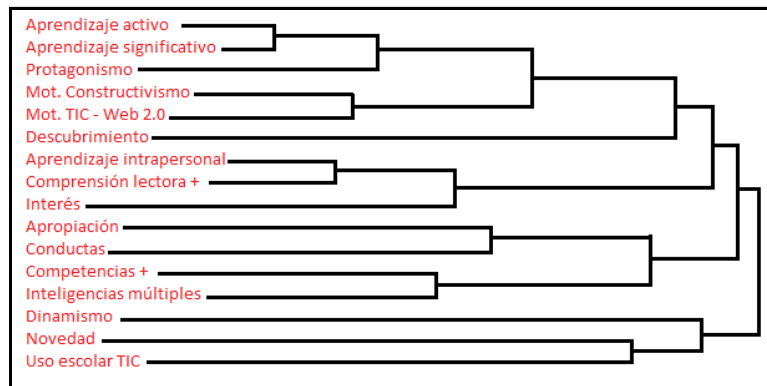 Aprendizaje activo
Aprendizaje significativo
Protagonismo
Mot. Constructivismo
Mot. TIC - Web 2.0
Descubrimiento
Aprendizaje intrapersonal
Comprensión lectora +
Interés
Apropiación
Conductas
Competencias +
Inteligencias múltiples
Dinamismo
Novedad
Uso escolar TIC